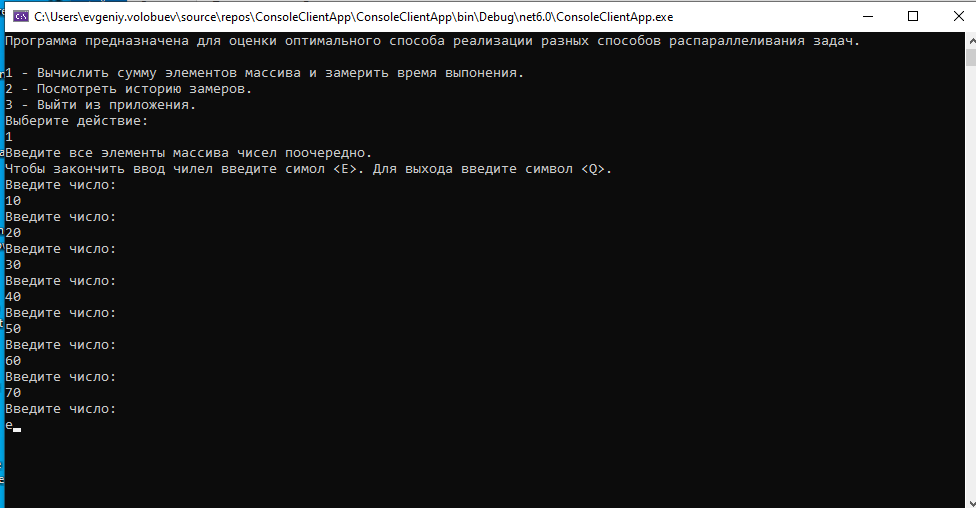 C:\Users\evgeniy.volobuev\source\repos\ConsoleClientApp\ConsoleClientApp\bin\Debug\net6.0\ConsoleClientApp.exe
Программа предназначена для оценки оптимального способа реализации разных способов распараллеливания задач.
1 - Вычислить сумму элементов массива и замерить время выпонения.
2 - Посмотреть историю замеров.
3 - Выйти из приложения.
Выберите действие:
1
Введите все элементы массива чисел поочередно.
Чтобы закончить ввод чилел введите симол <E>. Для выхода введите символ <Q>.
Введите число:
10
Введите число:
20
Введите число:
30
Введите число:
40
Введите число:
50
Введите число:
60
Введите число:
70
Введите число:
e